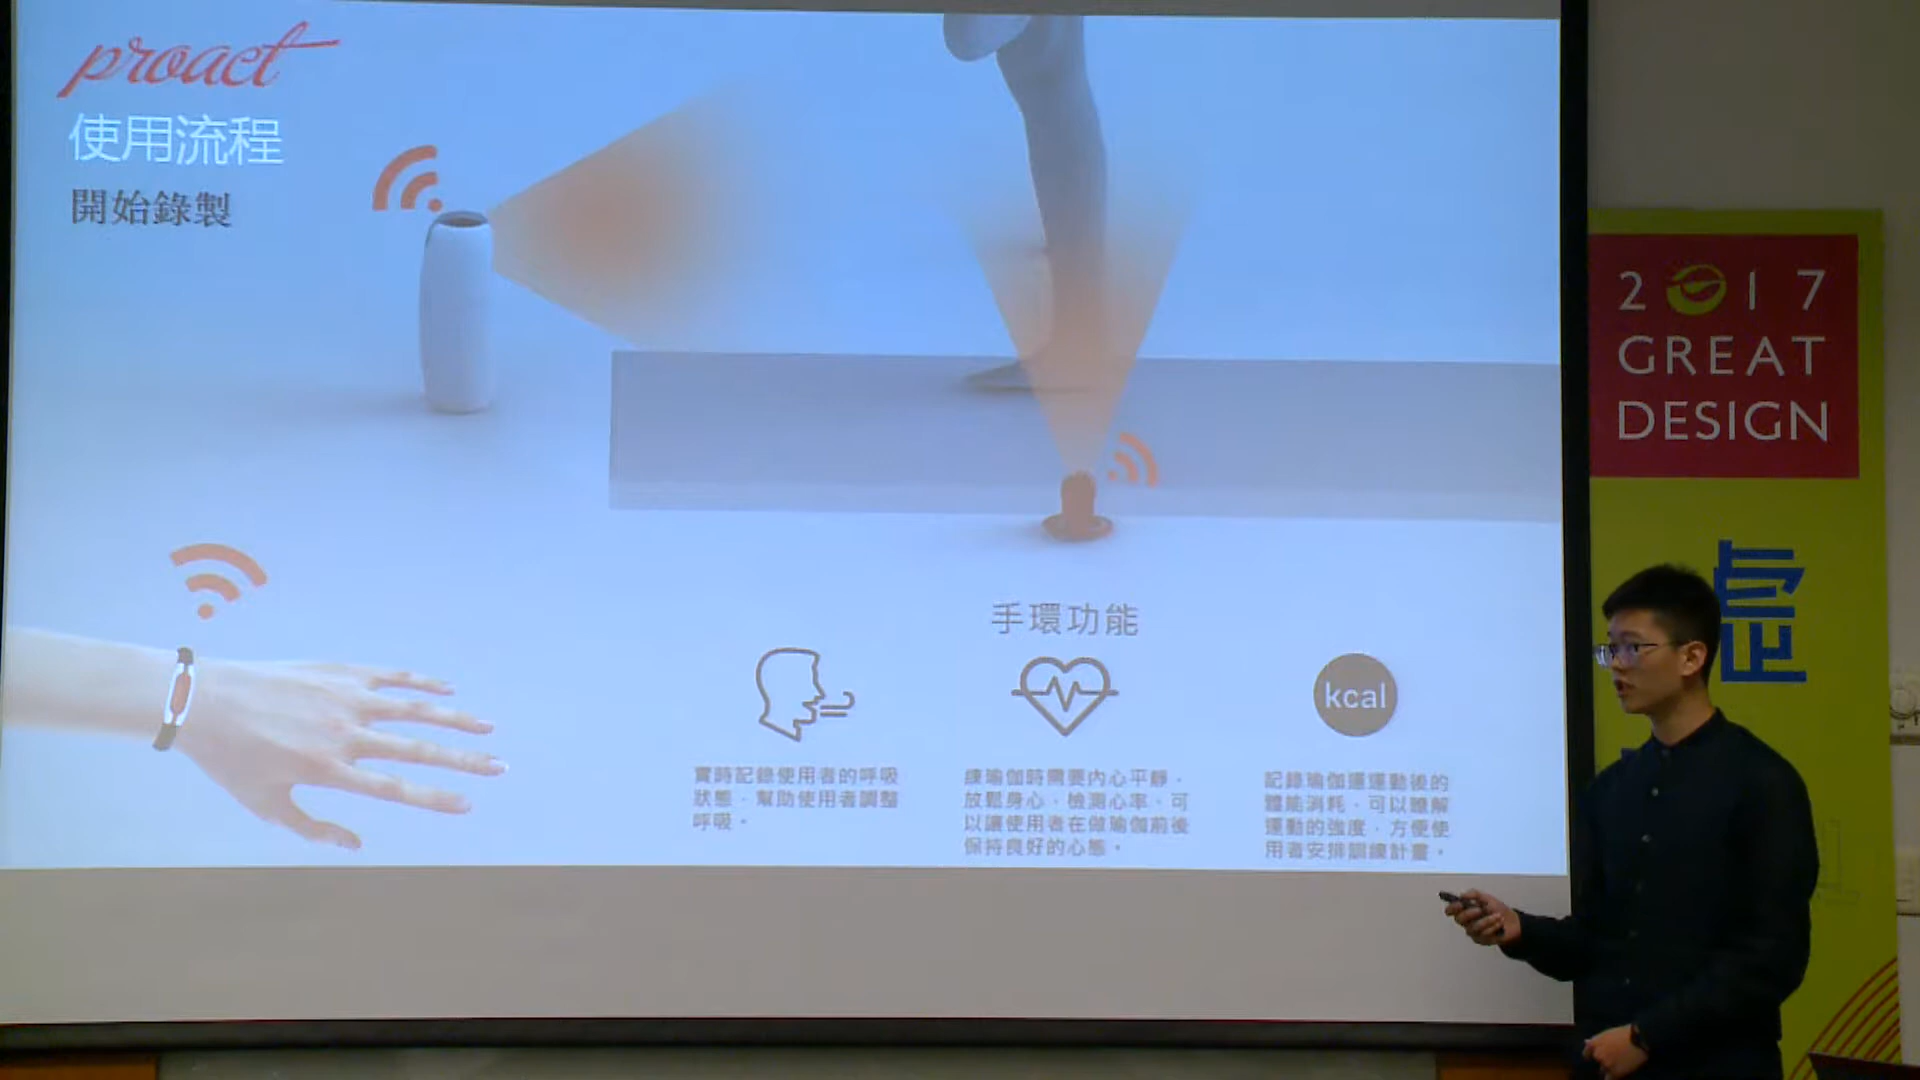 proact
使用流程
開始錄製
手環功能
kcal
實時記錄使用者的呼吸
狀態，幫助使用者調整
呼吸。
練瑜伽時需要內心平靜，
放鬆身心，檢測心率，可
以讓使用者在做瑜伽前後
保持良好的心態。
記錄瑜伽運運動後的
體能消耗，可以瞭解
運動的強度，方便使
用者安排訓練計畫。
2017
GREAT
DESIGN
虛